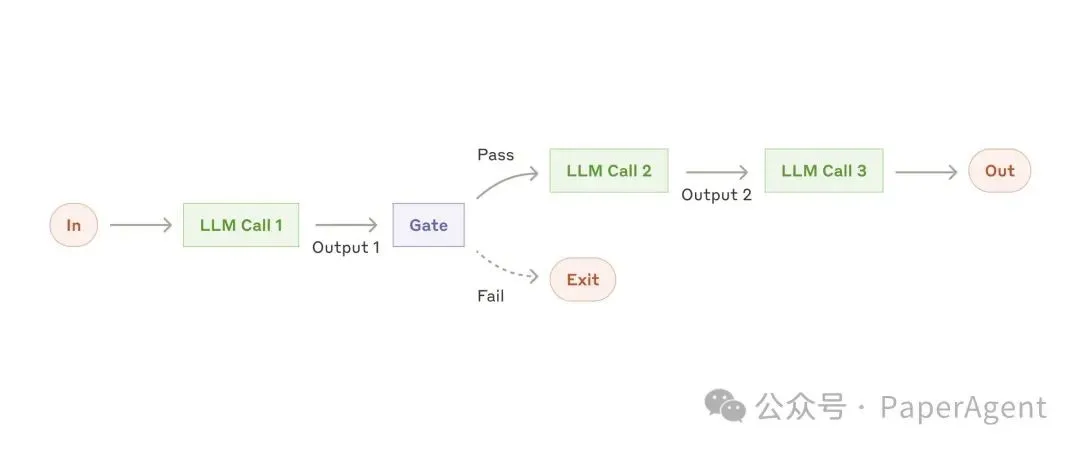 In
LLM Call 1
Output 1
Gate
Pass
LLM Call 2
Output 2
LLM Call 3
Out
Fail
Exit
公众号 · PaperAgent